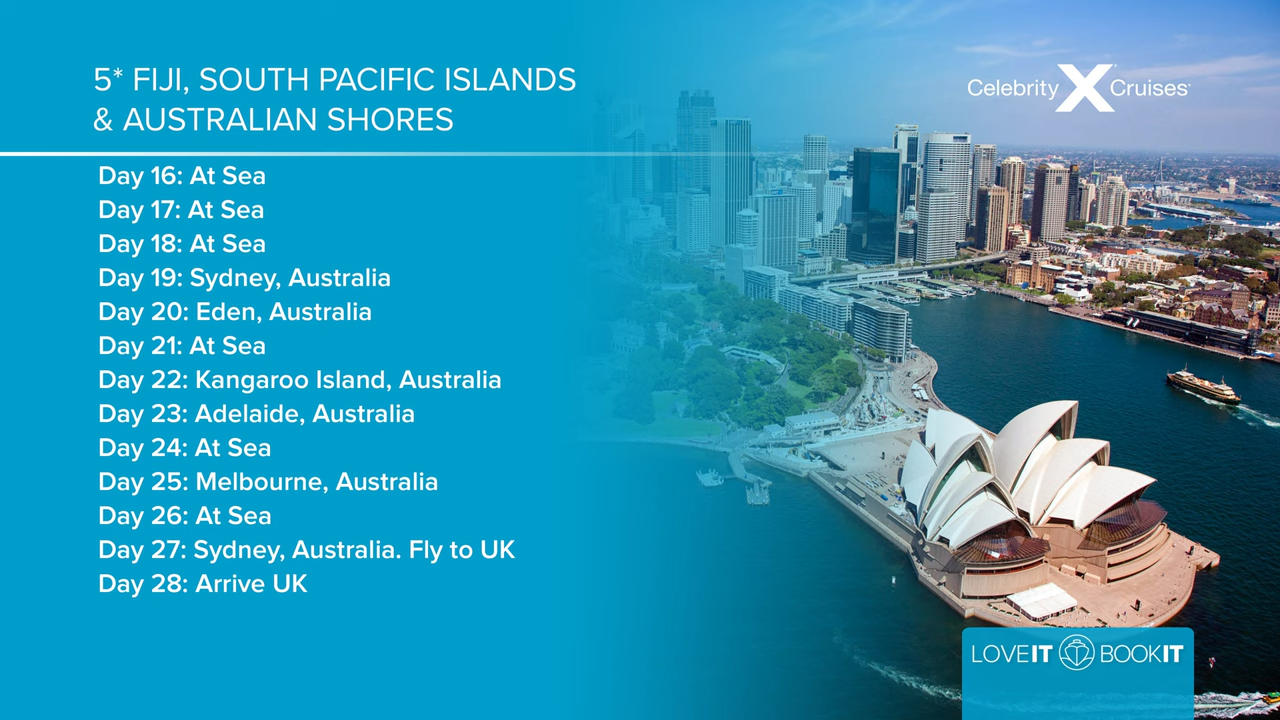 5* FIJI, SOUTH PACIFIC ISLANDS
& AUSTRALIAN SHORES
Celebrity X Cruises
Day 16: At Sea
Day 17: At Sea
Day 18: At Sea
Day 19: Sydney, Australia
Day 20: Eden, Australia
Day 21: At Sea
Day 22: Kangaroo Island, Australia
Day 23: Adelaide, Australia
Day 24: At Sea
Day 25: Melbourne, Australia
Day 26: At Sea
Day 27: Sydney, Australia. Fly to UK
Day 28: Arrive UK
LOVEIT BOOKIT